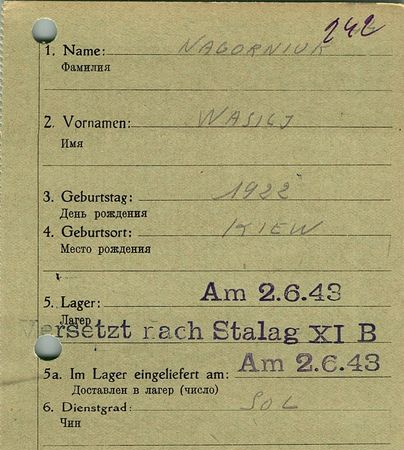 242
1. Name: NAGORNIUK
Фамилия
2. Vornamen: WASILJ
Имя
3. Geburtstag: 1922
День рождения
4. Geburtsort: KIEW
Место рождения
Am 2.6.43
5. Lager:
Лагер
Versetzt nach Stalag XI B
Am 2.6.43
5a. Im Lager eingeliefert am:
Доставлен в лагер (число)
6. Dienstgrad: SOL
Чин